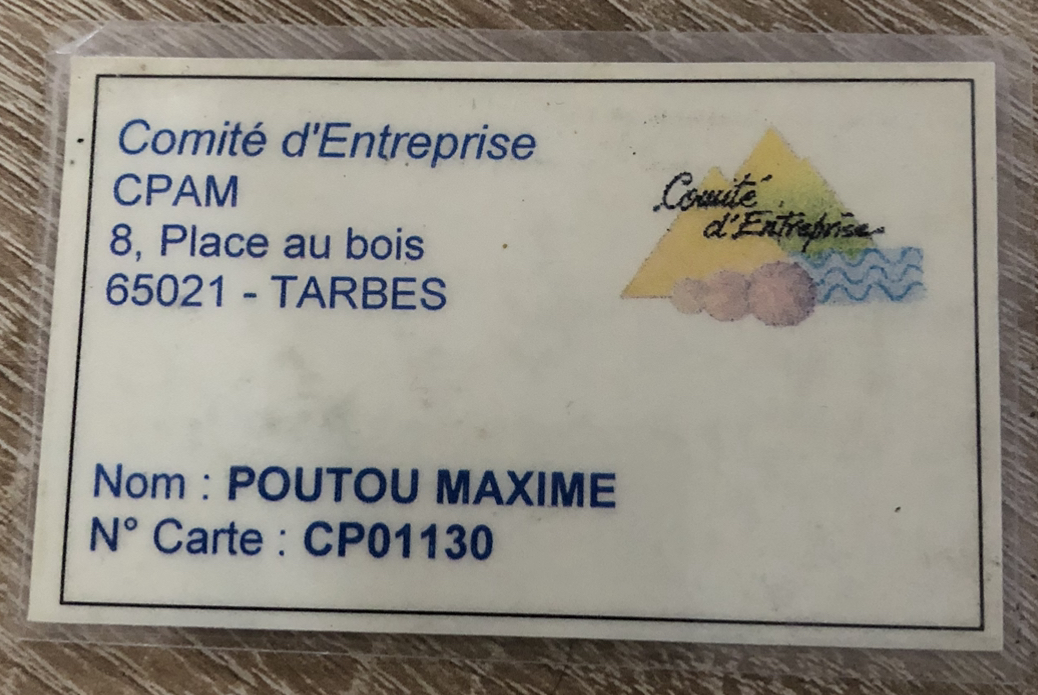 Comité d'Entreprise
CPAM
8, Place au bois
65021 - TARBES
Comité
d'Entreprise
Nom : POUTOU MAXIME
N° Carte : CP01130